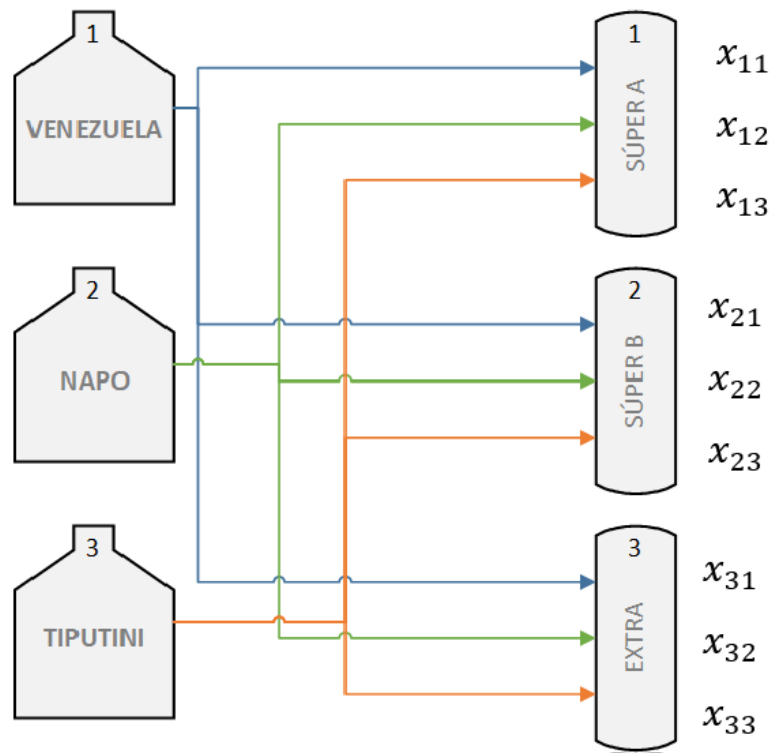 1
VENEZUELA
2
NAPO
3
TIPUTINI
1
SÚPER A
x₁₁
x₁₂
x₁₃
2
SÚPER B
x₂₁
x₂₂
x₂₃
3
EXTRA
x₃₁
x₃₂
x₃₃